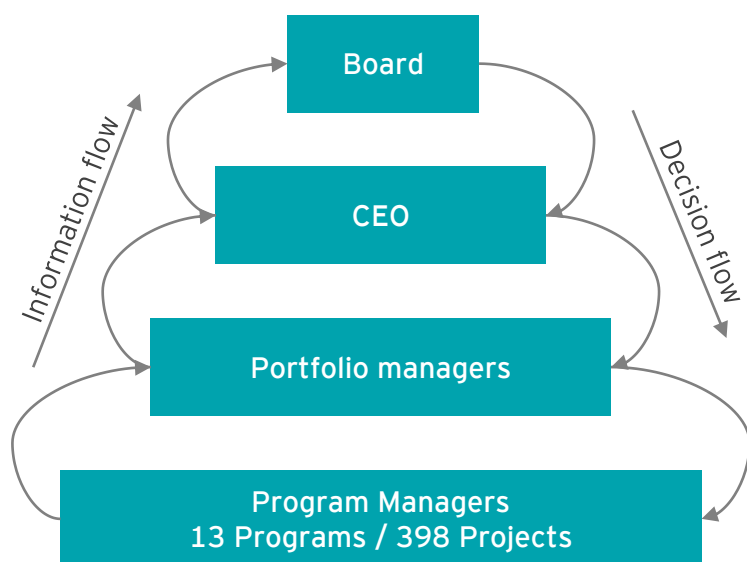 Board
Information flow
Decision flow
CEO
Portfolio managers
Program Managers
13 Programs / 398 Projects